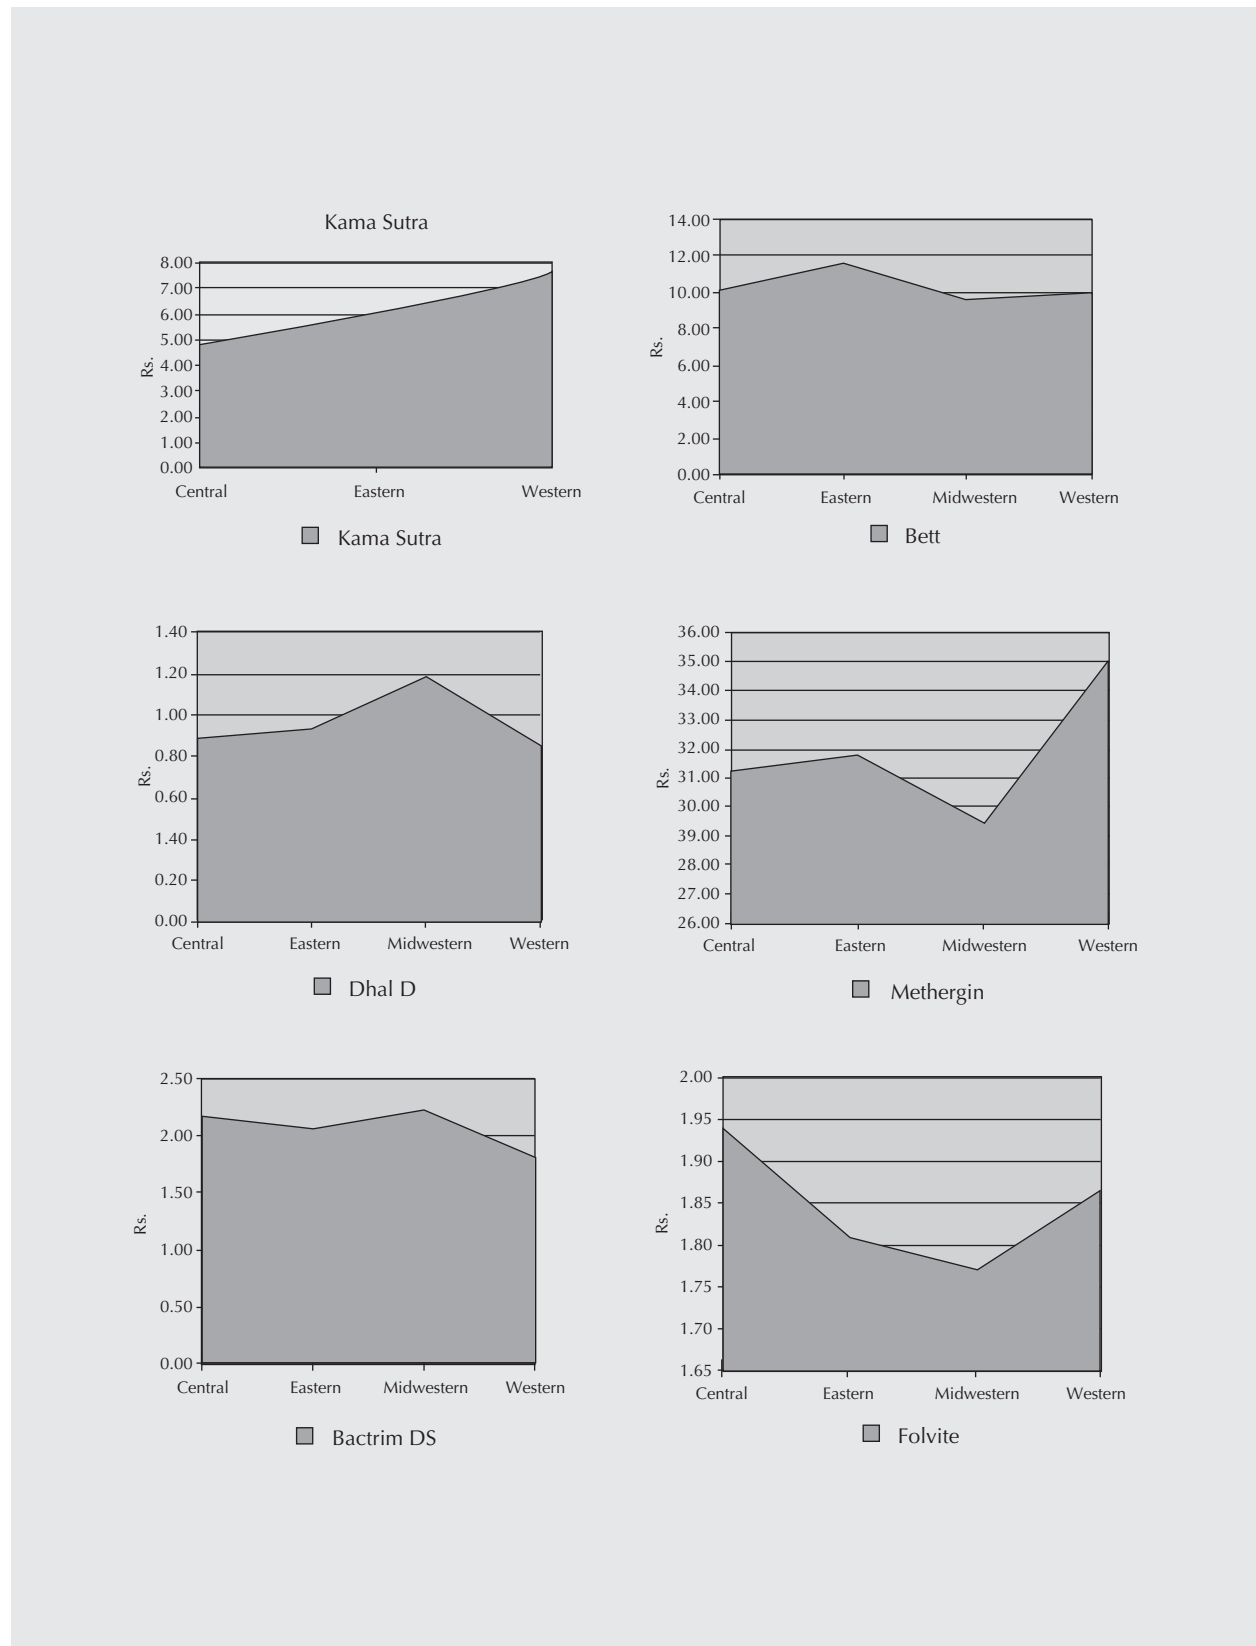 Kama Sutra
8.00
7.00
6.00
5.00
4.00
3.00
2.00
1.00
0.00
Rs.
Central Eastern Western
Kama Sutra
14.00
12.00
10.00
8.00
6.00
4.00
2.00
0.00
Rs.
Central Eastern Midwestern Western
Bett
1.40
1.20
1.00
0.80
0.60
1.40
0.20
0.00
Rs.
Central Eastern Midwestern Western
Dhal D
36.00
35.00
34.00
33.00
32.00
31.00
30.00
39.00
28.00
27.00
26.00
Rs.
Central Eastern Midwestern Western
Methergin
2.50
2.00
1.50
1.00
0.50
0.00
Rs.
Central Eastern Midwestern Western
Bactrim DS
2.00
1.95
1.90
1.85
1.80
1.75
1.70
1.65
Rs.
Central Eastern Midwestern Western
Folvite